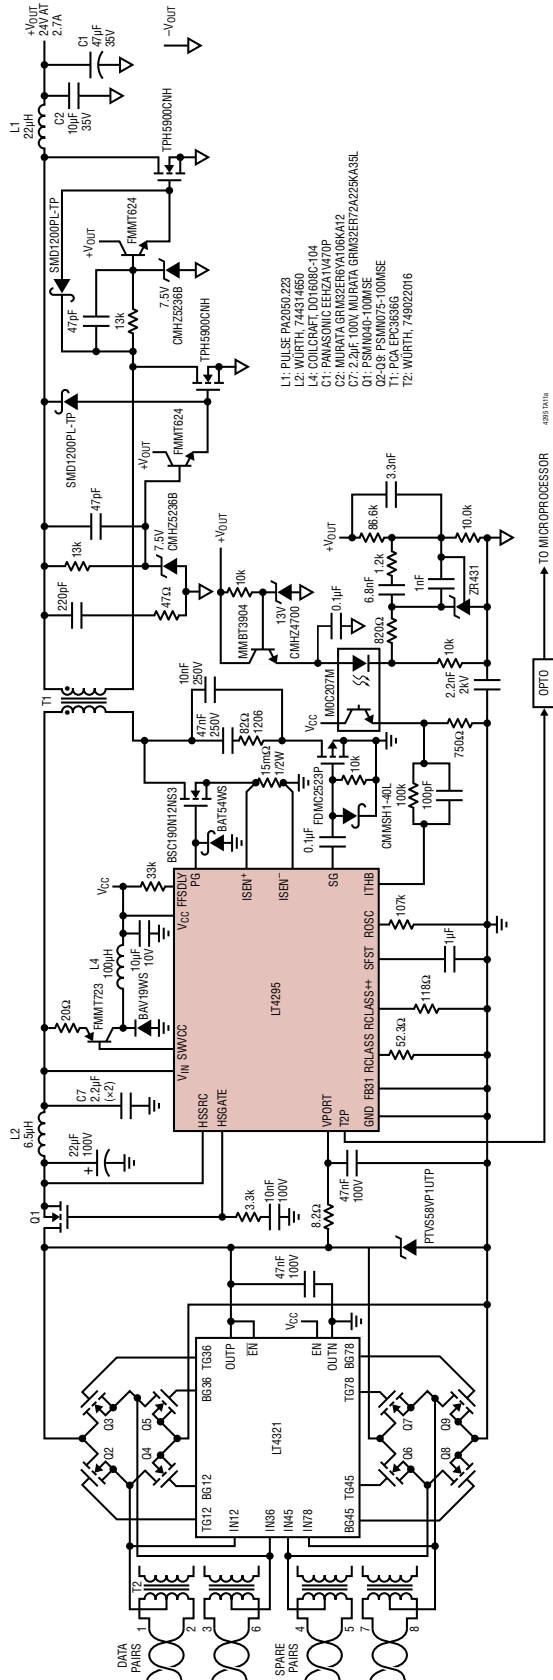 DATA
PAIRS
1
2
3
6
SPARE
PAIRS
4
5
7
8
T2
Q2
Q3
Q4
Q5
TG12
BG12
BG36
TG36
IN12
IN36
IN45
IN78
LT4321
OUTP
EN
EN
OUTN
BG45
TG45
TG78
BG78
Q6
Q7
Q8
Q9
VCC
47nF
100V
Q1
3.3k
10nF
100V
8.2Ω
47nF
100V
PTVS58VP1UTP
L2
6.5µH
+
22µF
100V
C7
2.2µF
(×2)
20Ω
FMMT723
BAV19WS
L4
100µH
10µF
10V
VCC
33k
HSSRC
HSGATE
VIN
SWVCC
VCC
FFSDLY
PG
ISEN+
ISEN–
SG
ITHB
LT4295
VPORT
T2P
GND
FB31
RCLASS
RCLASS++
SFST
ROSC
52.3Ω
118Ω
1µF
107k
BSC190N12NS3
BAT54WS
15mΩ
1/2W
47nF
250V
10nF
250V
82Ω
1206
FDMC2523P
0.1µF
10k
CMMSH1-40L
100k
100pF
750Ω
VCC
MOC207M
T1
220pF
47Ω
13k
47pF
7.5V
CMHZ5236B
+VOUT
FMMT624
SMD1200PL-TP
TPH5900CNH
47pF
13k
7.5V
CMHZ5236B
+VOUT
FMMT624
SMD1200PL-TP
TPH5900CNH
L1
22µH
C2
10µF
35V
C1
47µF
35V
+VOUT
24V AT
2.7A
–VOUT
+VOUT
10k
MMBT3904
13V
CMHZ4700
0.1µF
820Ω
6.8nF
1.2k
+VOUT
86.6k
3.3nF
1nF
ZR431
10.0k
10k
2.2nF
2kV
OPTO
TO MICROPROCESSOR
L1: PULSE PA2050.223
L2: WÜRTH, 744314650
L4: COILCRAFT, DO1608C-104
C1: PANASONIC EEHZA1V470P
C2: MURATA GRM32ER6YA106KA12
C7: 2.2µF, 100V, MURATA GRM32ER72A225KA35L
Q1: PSMN040-100MSE
Q2-Q9: PSMN075-100MSE
T1: PCA EPC3636G
T2: WÜRTH, 749022016
4295 TA11a